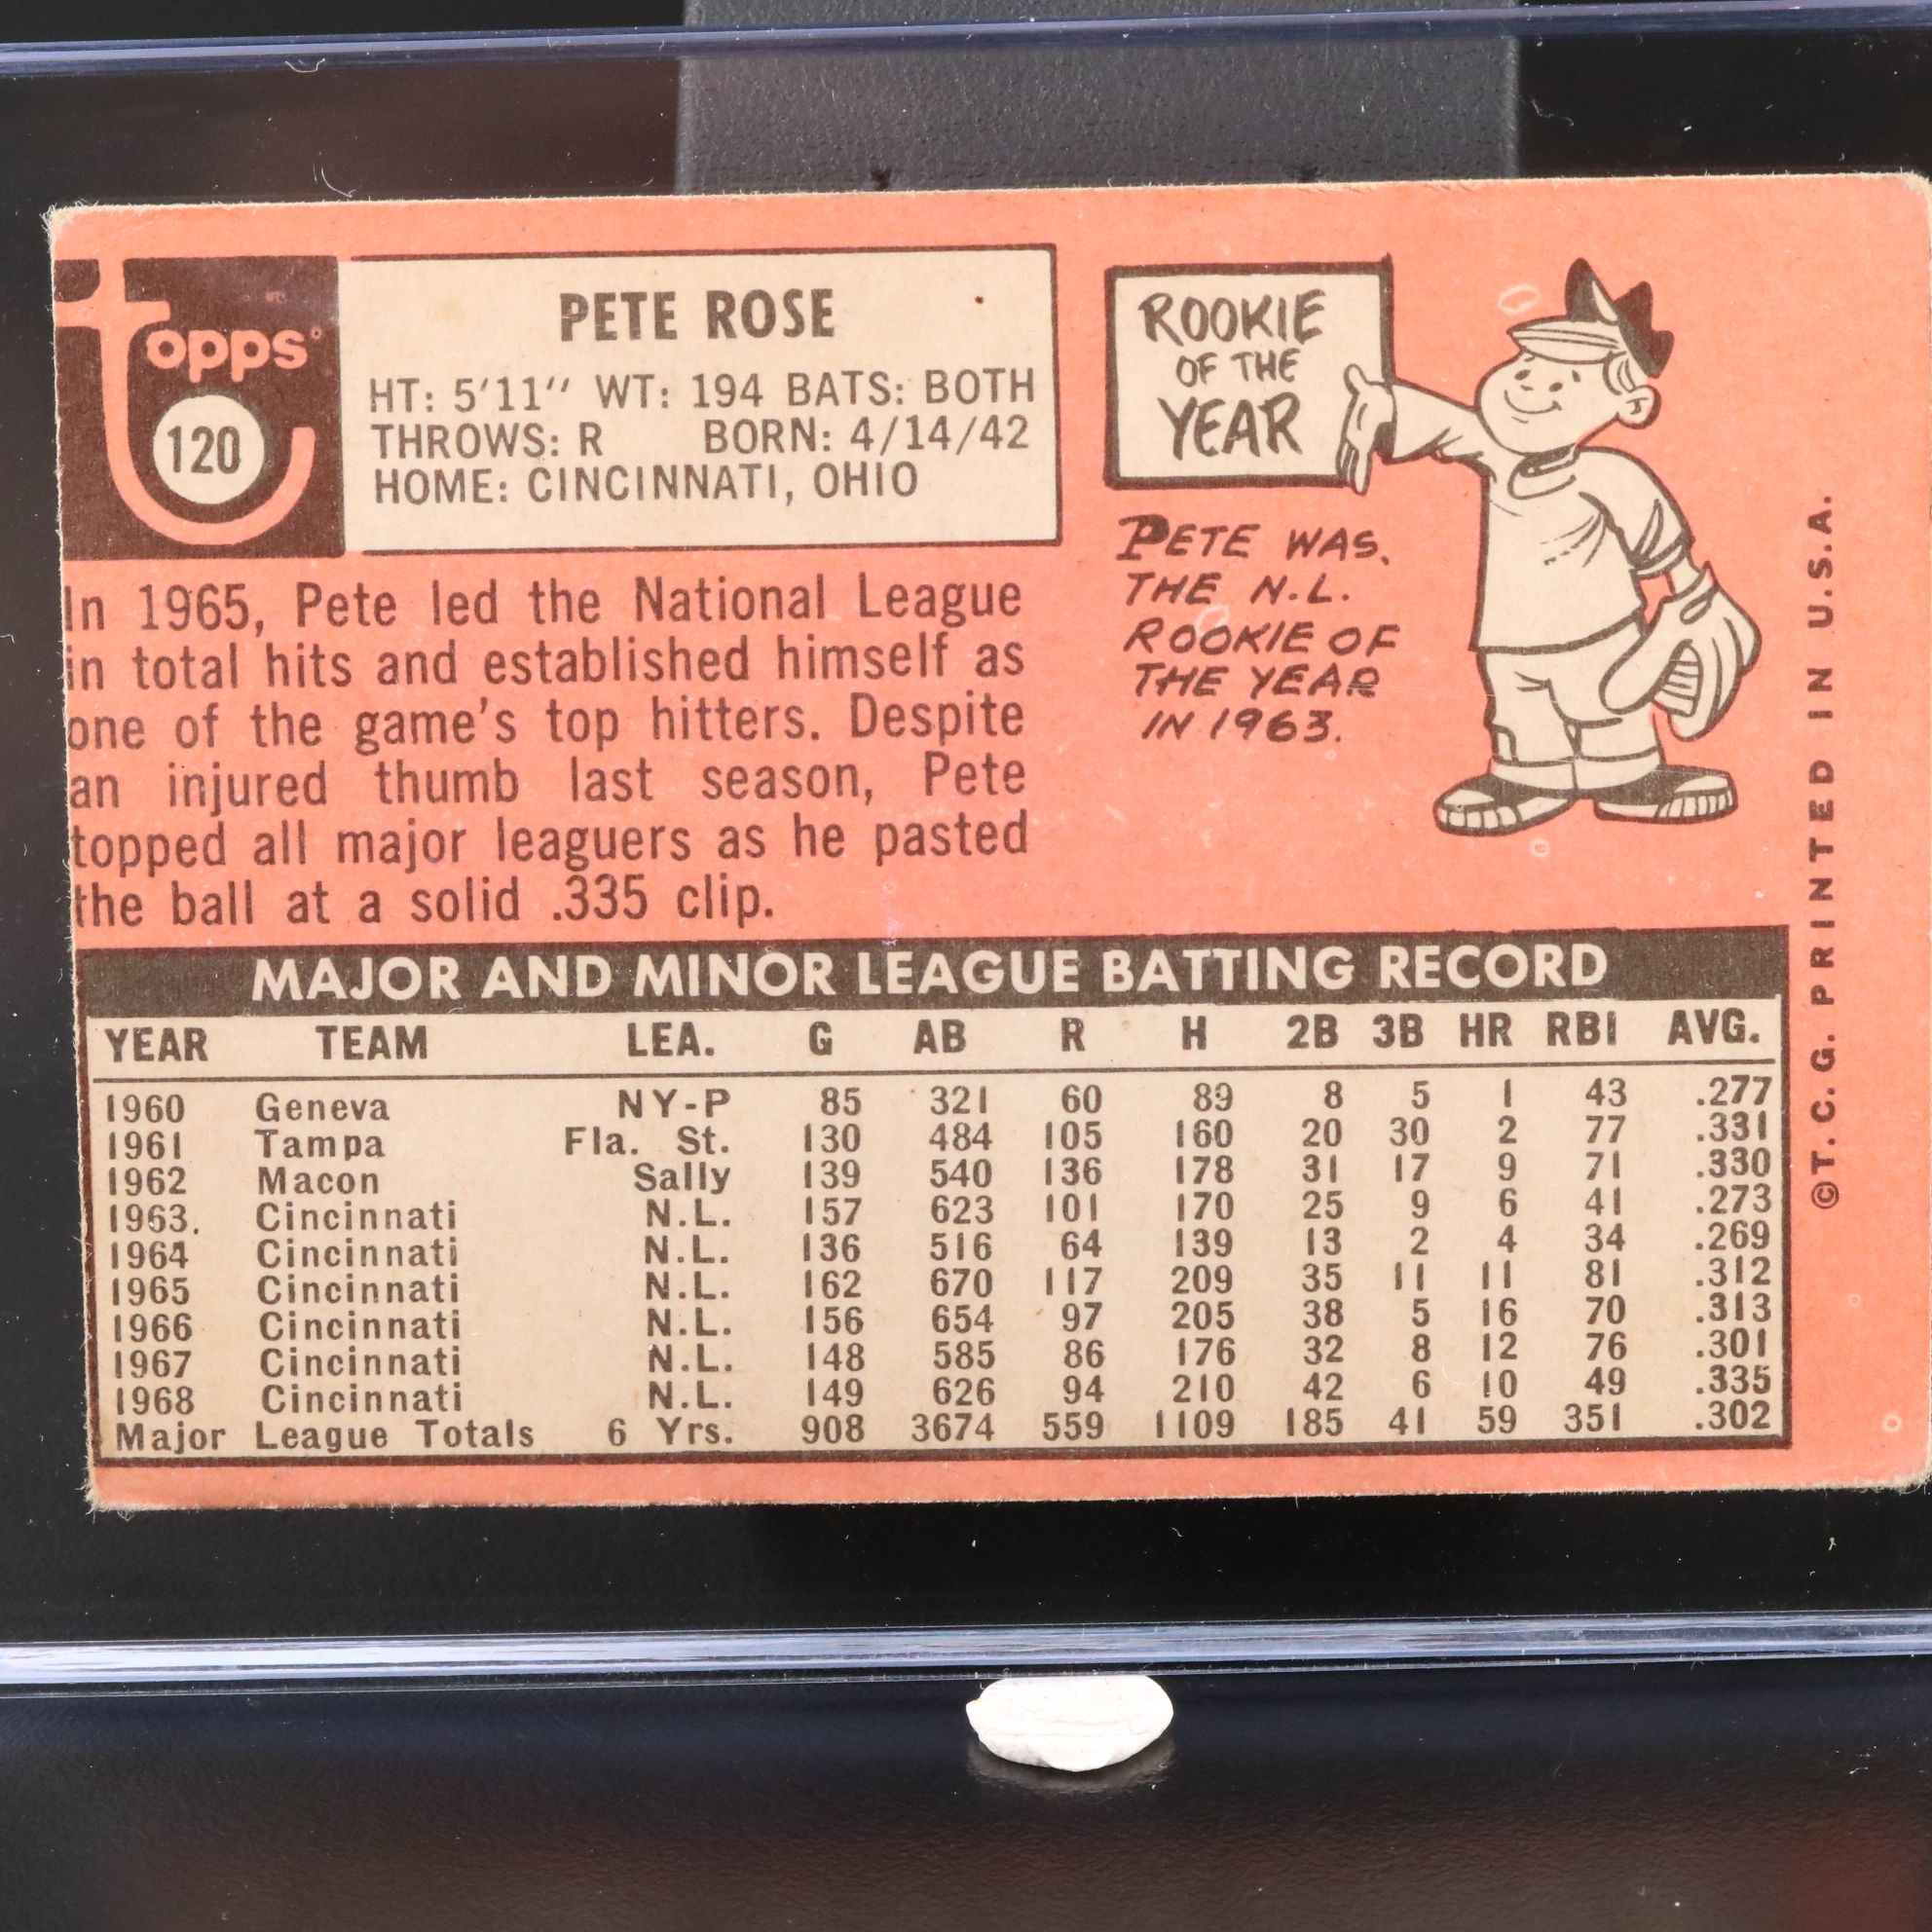 topps
120
PETE ROSE
HT: 5'11" WT: 194 BATS: BOTH
THROWS: R BORN: 4/14/42
HOME: CINCINNATI, OHIO
In 1965, Pete led the National League
in total hits and established himself as
one of the game's top hitters. Despite
an injured thumb last season, Pete
topped all major leaguers as he pasted
the ball at a solid .335 clip.
ROOKIE
OF THE
YEAR
PETE WAS.
THE N.L.
ROOKIE OF
THE YEAR
IN 1963.
MAJOR AND MINOR LEAGUE BATTING RECORD
YEAR TEAM LEA. G AB R H 2B 3B HR RBI AVG.
1960 Geneva NY-P 85 321 60 89 8 5 1 43 .277
1961 Tampa Fla. St. 130 484 105 160 20 30 2 77 .331
1962 Macon Sally 139 540 136 178 31 17 9 71 .330
1963. Cincinnati N.L. 157 623 101 170 25 9 6 41 .273
1964 Cincinnati N.L. 136 516 64 139 13 2 4 34 .269
1965 Cincinnati N.L. 162 670 117 209 35 11 11 81 .312
1966 Cincinnati N.L. 156 654 97 205 38 5 16 70 .313
1967 Cincinnati N.L. 148 585 86 176 32 8 12 76 .301
1968 Cincinnati N.L. 149 626 94 210 42 6 10 49 .335
Major League Totals 6 Yrs. 908 3674 559 1109 185 41 59 351 .302
©T.C.G. PRINTED IN U.S.A.